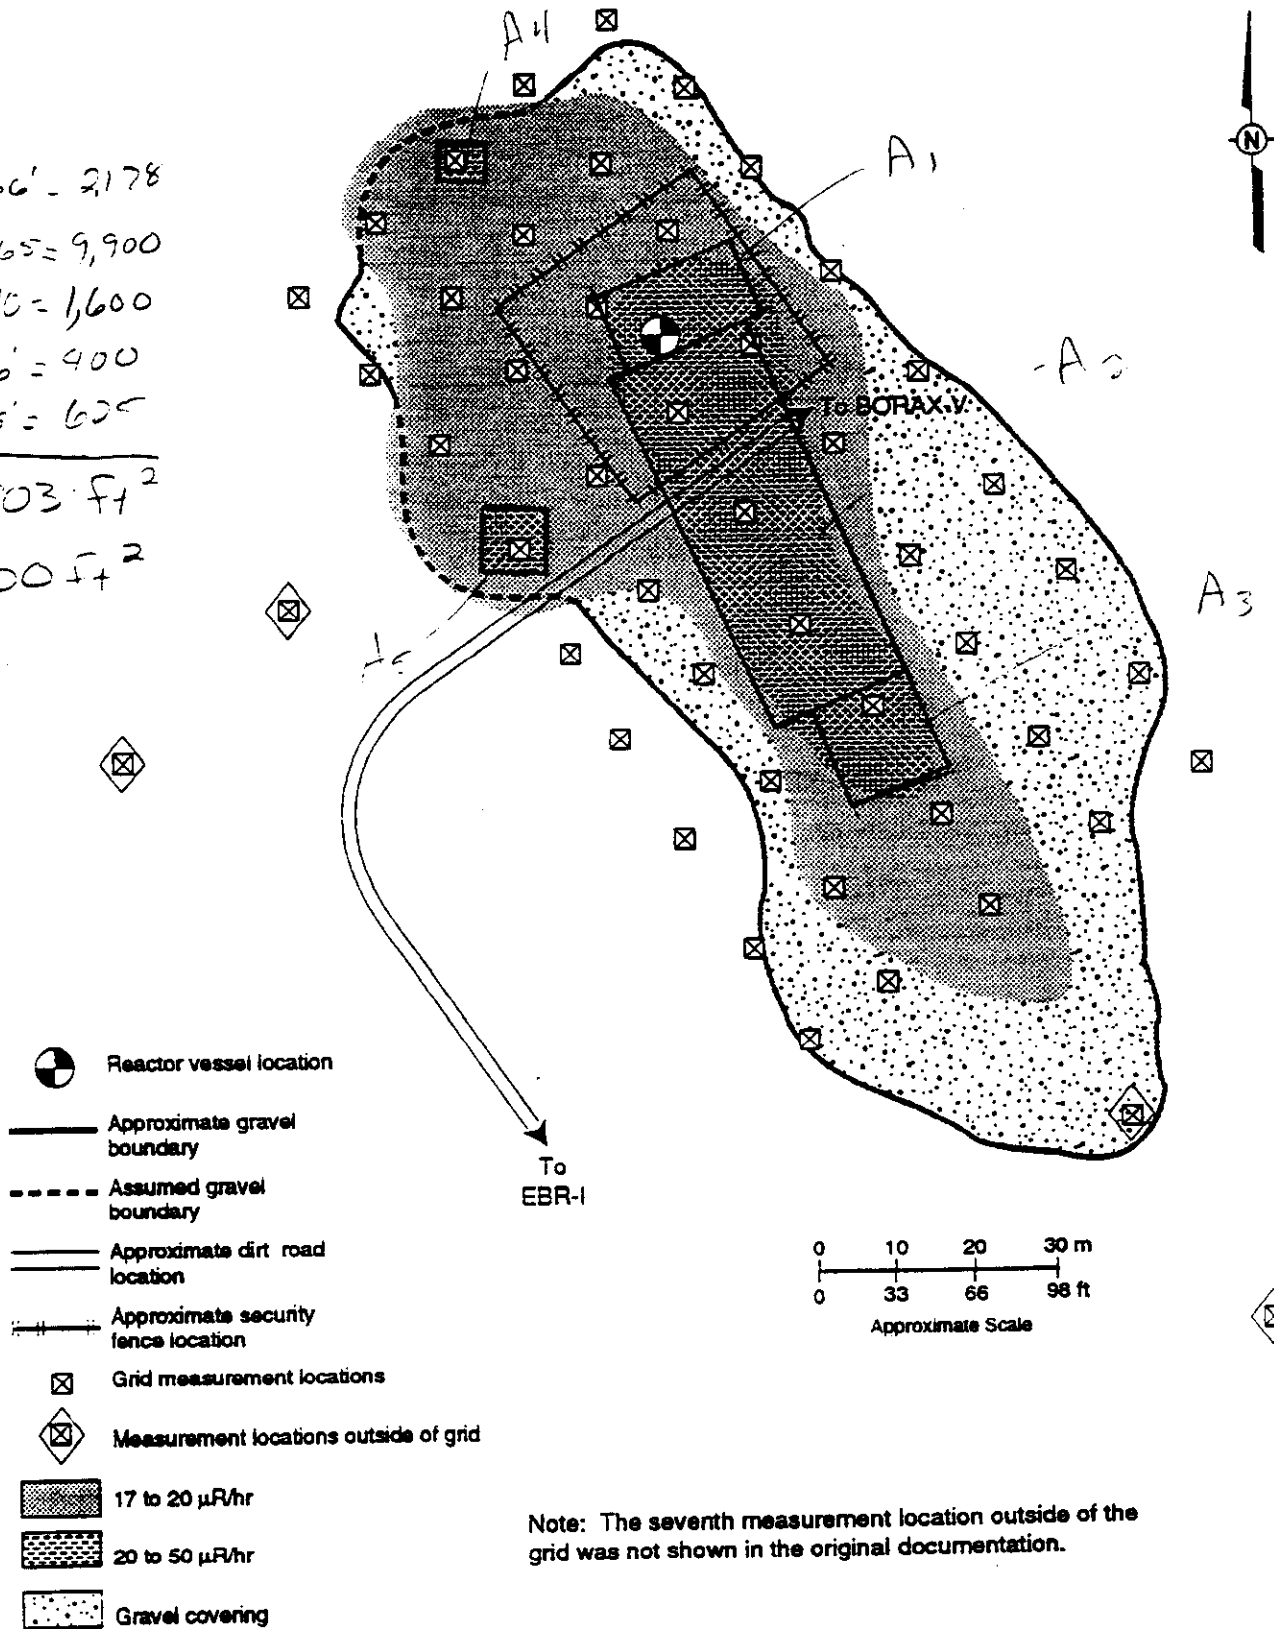 A4
A1
2,178
65 = 9,900
= 1,600
= 400
= 625
03 ft²
00 ft²
A3
N
To BORAX-V
To
EBR-I
Reactor vessel location
Approximate gravel
boundary
Assumed gravel
boundary
Approximate dirt road
location
Approximate security
fence location
Grid measurement locations
Measurement locations outside of grid
17 to 20 µR/hr
20 to 50 µR/hr
Gravel covering
0 10 20 30 m
0 33 66 98 ft
Approximate Scale
Note: The seventh measurement location outside of the
grid was not shown in the original documentation.